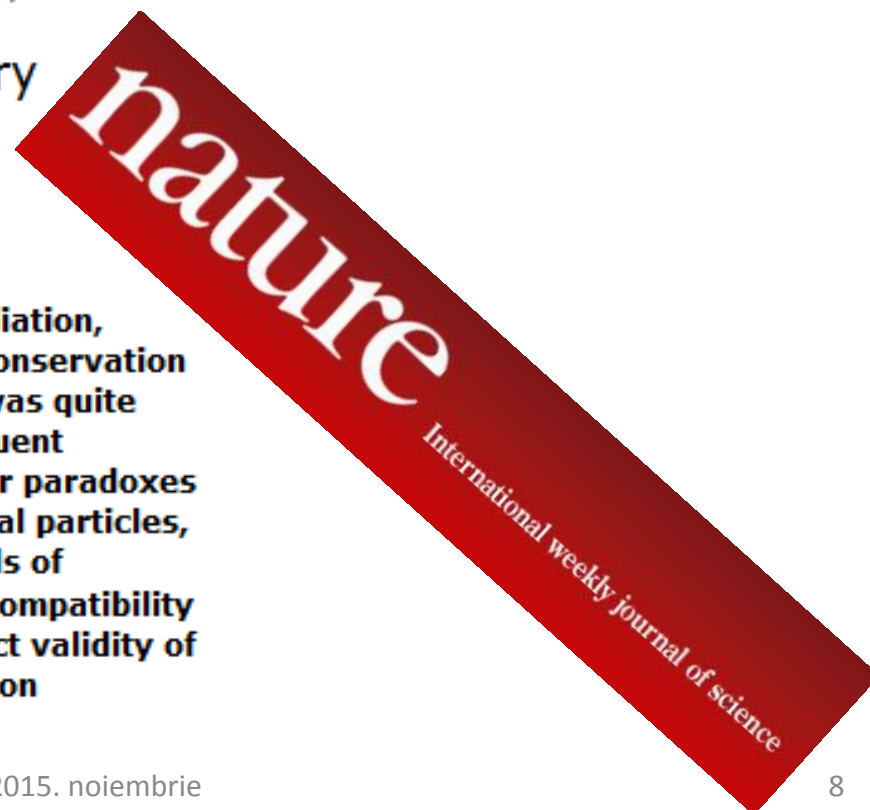 ry
nature
International weekly journal of science
iation,
onservation
was quite
uent
r paradoxes
al particles,
ls of
ompatibility
ct validity of
on
2015. noiembrie
8